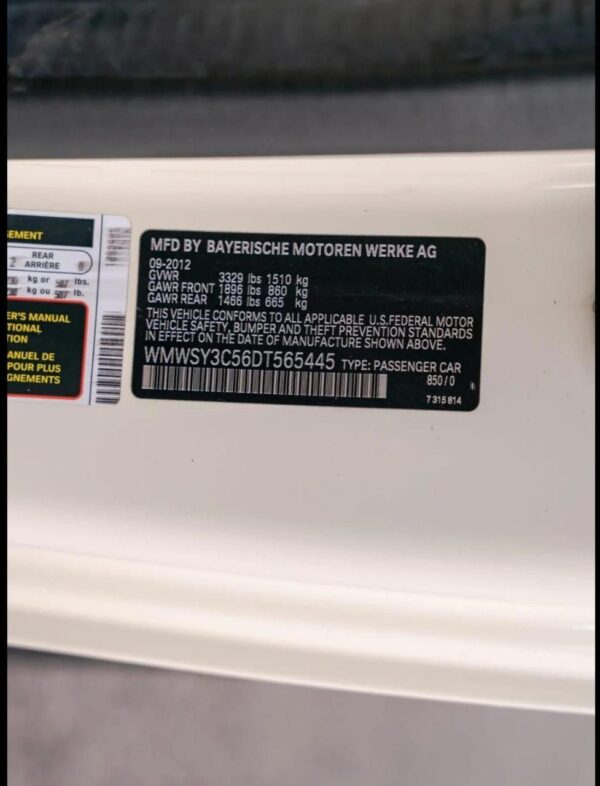 EMENT
REAR
ARRIÈRE
kg or lbs.
kg ou lb.
ER'S MANUAL
TIONAL
TION
ANUEL DE
POUR PLUS
GNEMENTS
MFD BY BAYERISCHE MOTOREN WERKE AG
09-2012
GVWR 3329 lbs 1510 kg
GAWR FRONT 1896 lbs 860 kg
GAWR REAR 1466 lbs 665 kg
THIS VEHICLE CONFORMS TO ALL APPLICABLE U.S.FEDERAL MOTOR
VEHICLE SAFETY, BUMPER AND THEFT PREVENTION STANDARDS
IN EFFECT ON THE DATE OF MANUFACTURE SHOWN ABOVE.
WMWSY3C56DT565445 TYPE: PASSENGER CAR
850/0
7 315 814